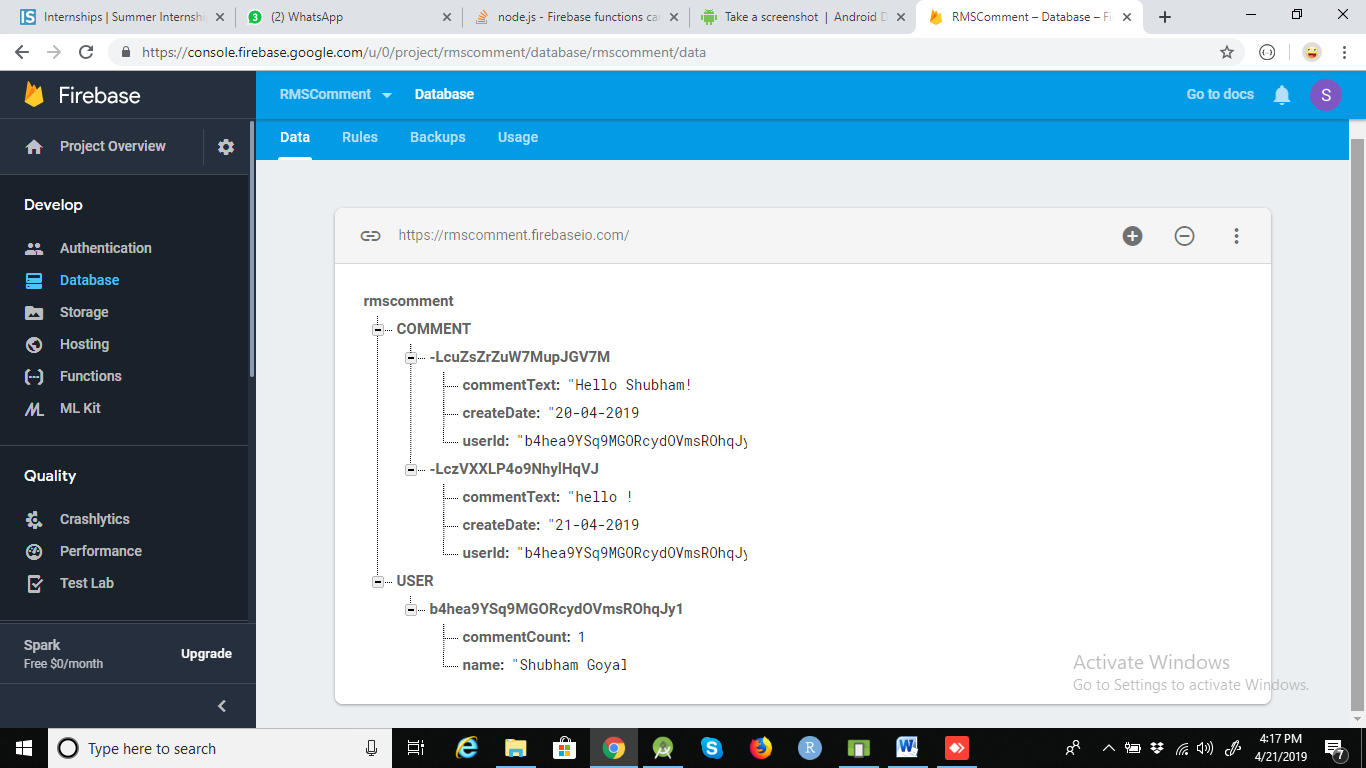 Internships | Summer Internshi
(2) WhatsApp
node.js - Firebase functions ca
Take a screenshot | Android D
RMSComment – Database – Fi
https://console.firebase.google.com/u/0/project/rmscomment/database/rmscomment/data
Firebase
RMSComment
Database
Go to docs
S
Project Overview
Data
Rules
Backups
Usage
Develop
Authentication
Database
Storage
Hosting
Functions
ML Kit
Quality
Crashlytics
Performance
Test Lab
Spark
Free $0/month
Upgrade
https://rmscomment.firebaseio.com/
rmscomment
COMMENT
-LcuZsZrZuW7MupJGV7M
commentText: "Hello Shubham!
createDate: "20-04-2019
userId: "b4hea9YSq9MGORcydOVmsROhqJy
-LczVXXLP4o9NhylHqVJ
commentText: "hello !
createDate: "21-04-2019
userId: "b4hea9YSq9MGORcydOVmsROhqJy
USER
b4hea9YSq9MGORcydOVmsROhqJy1
commentCount: 1
name: "Shubham Goyal
Activate Windows
Go to Settings to activate Windows.
Type here to search
4:17 PM
4/21/2019
7